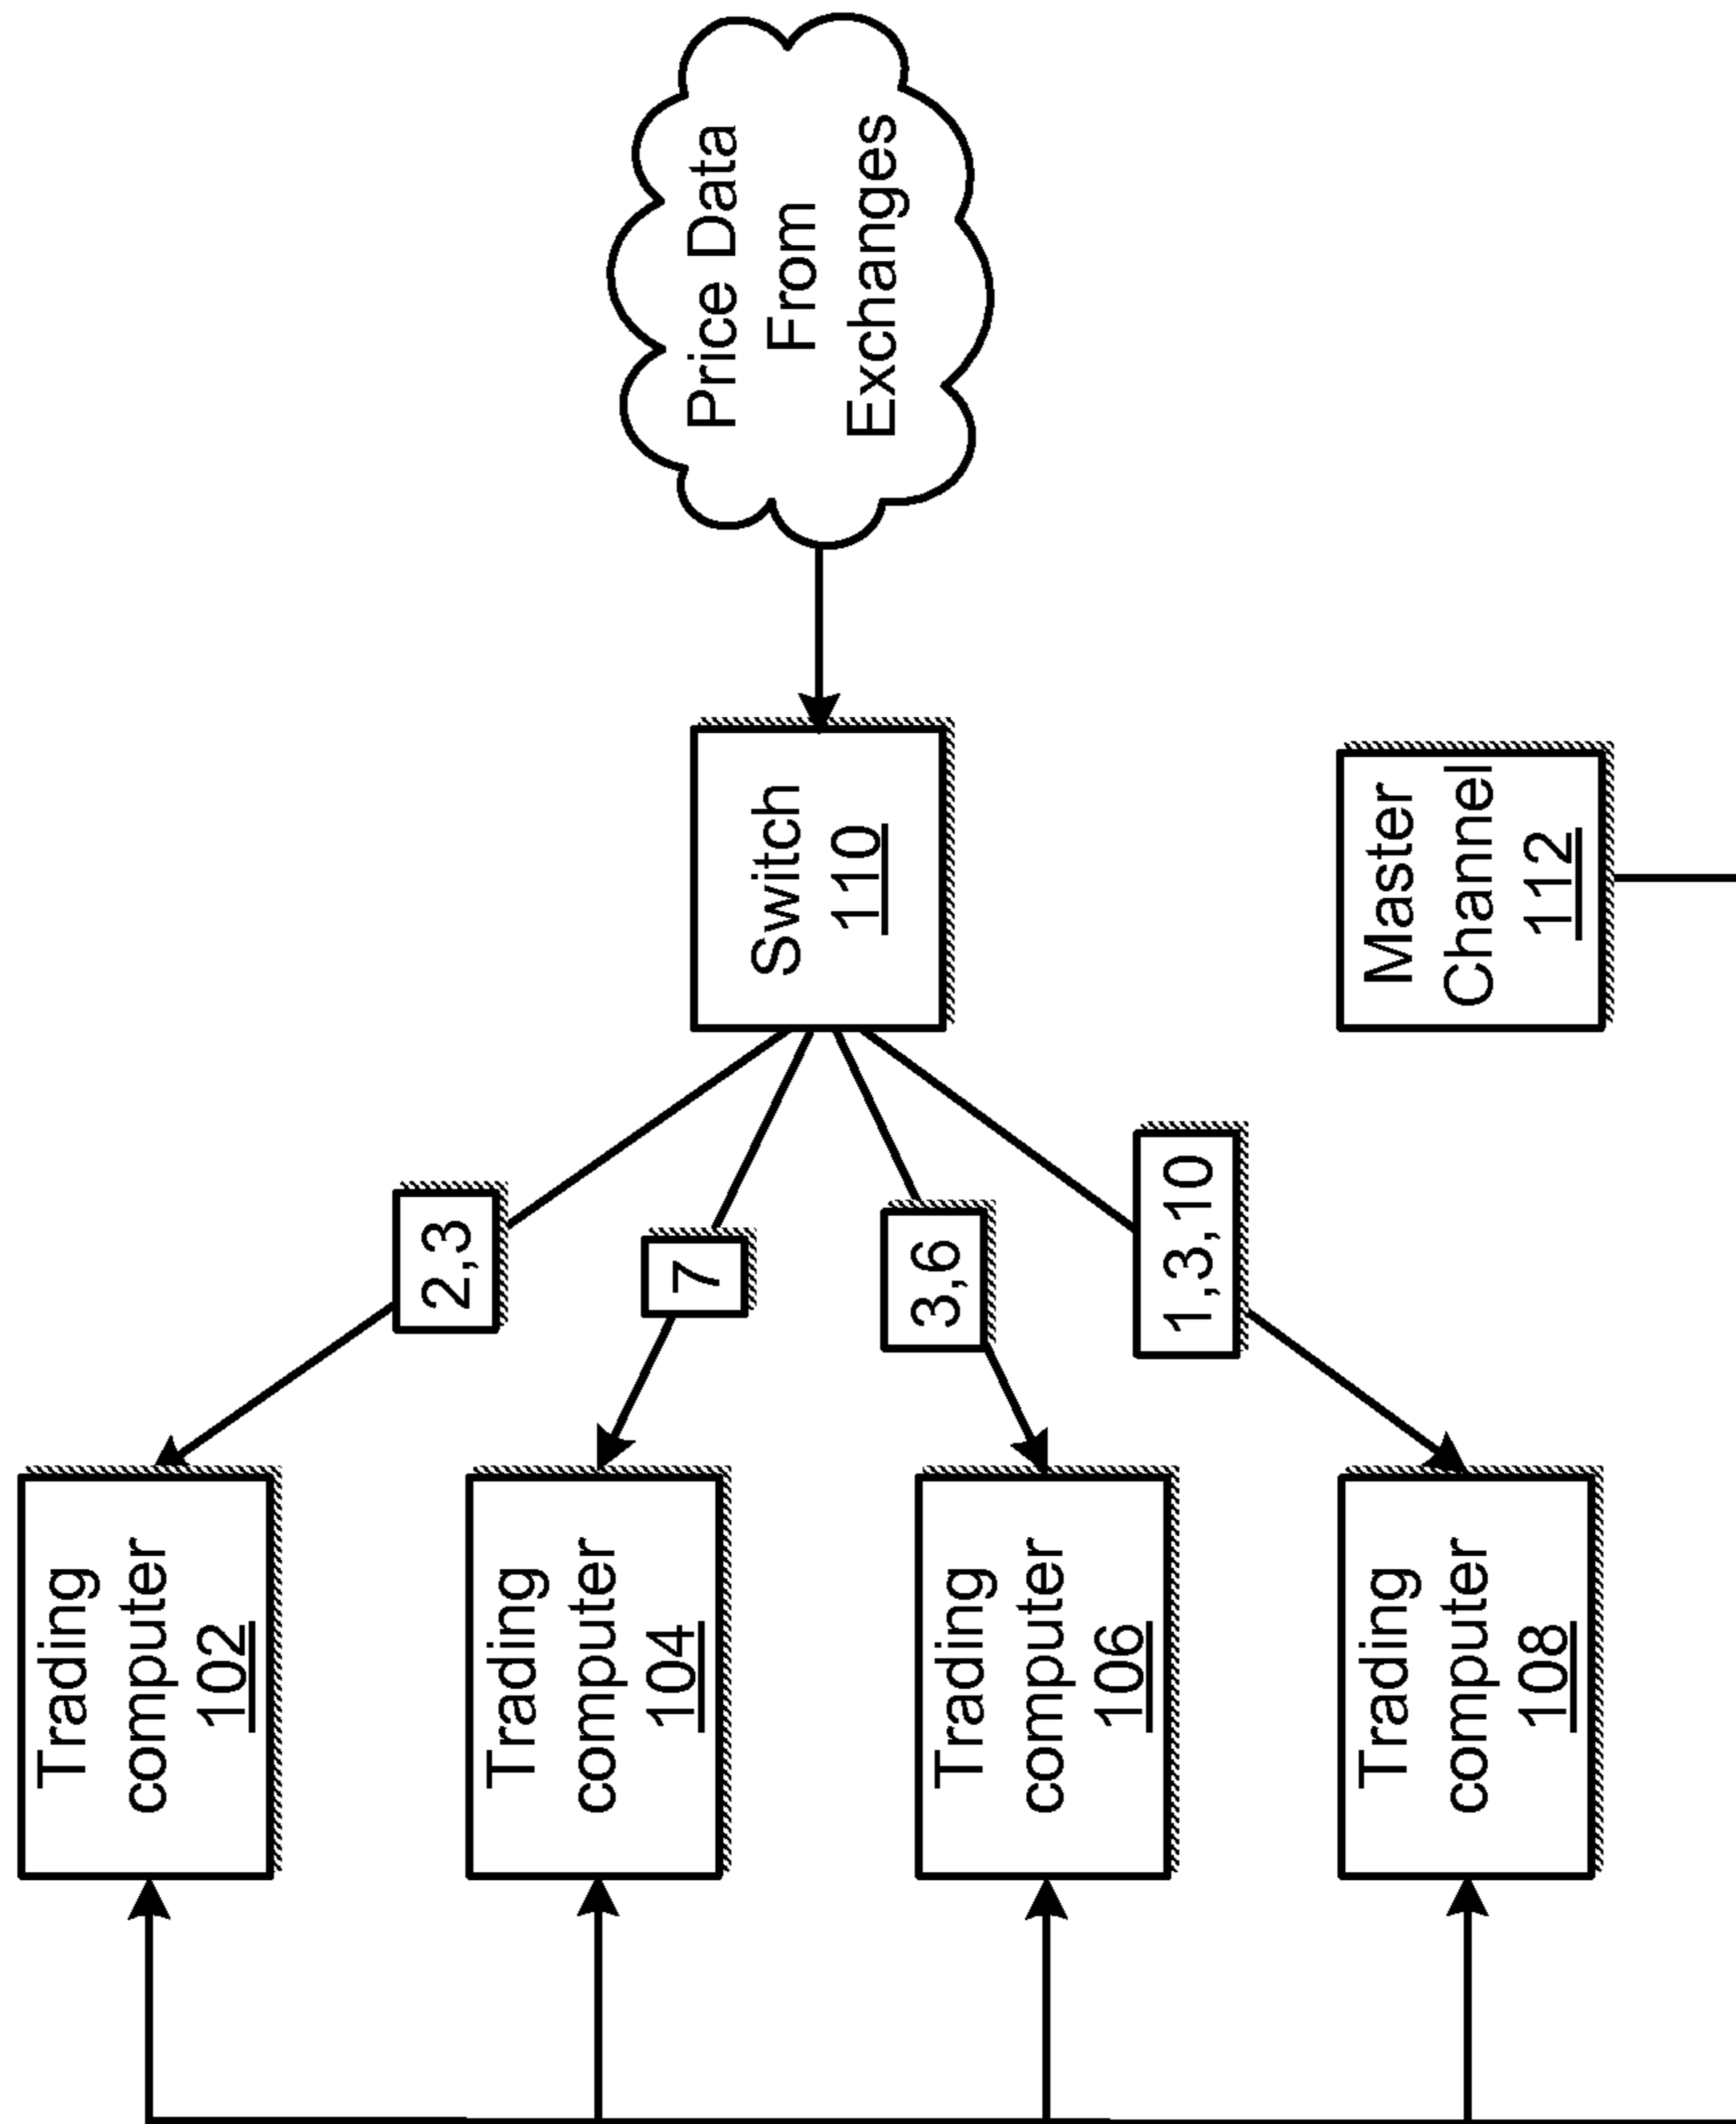 Price Data
From
Exchanges
Switch
110
Master
Channel
112
2,3
7
3,6
1,3,10
Trading
computer
102
Trading
computer
104
Trading
computer
106
Trading
computer
108